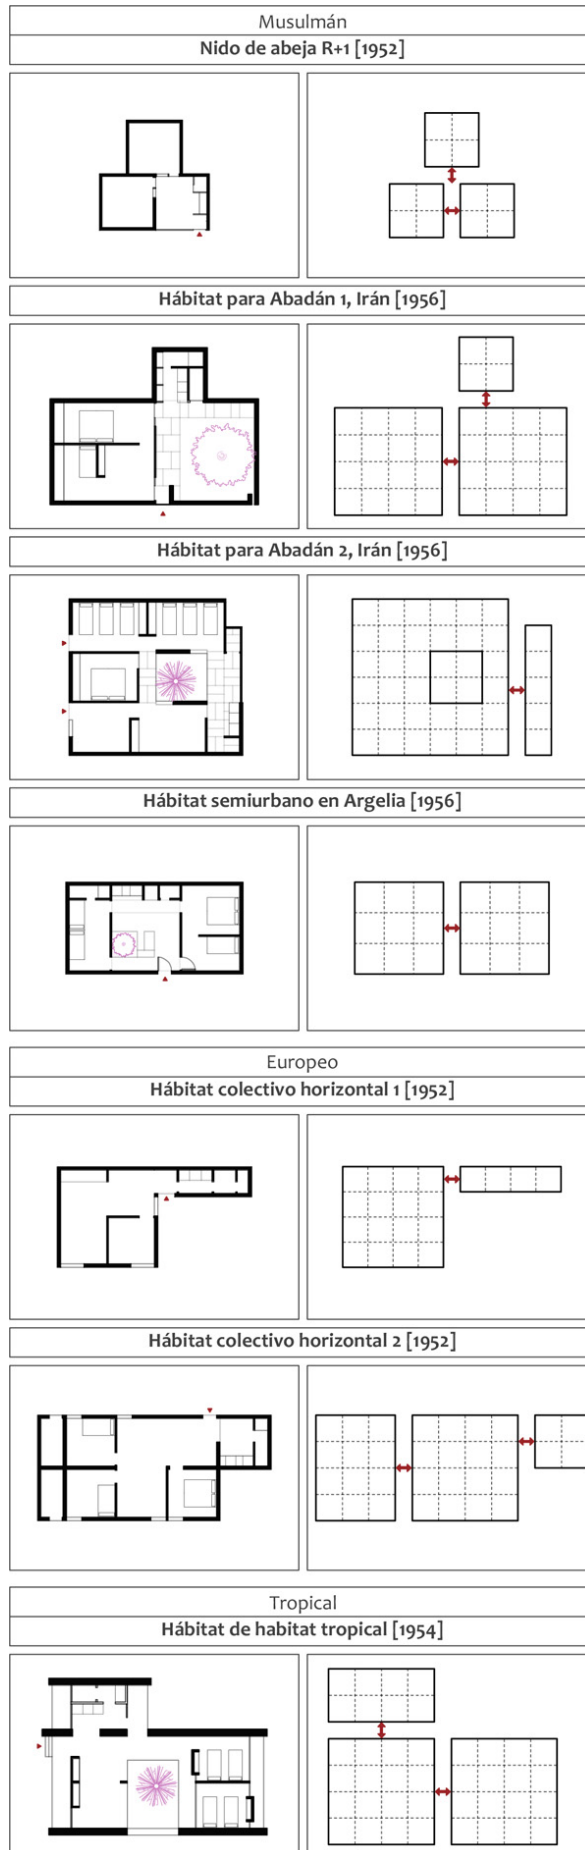 Musulmán
Nido de abeja R+1 [1952]
Hábitat para Abadán 1, Irán [1956]
Hábitat para Abadán 2, Irán [1956]
Hábitat semiurbano en Argelia [1956]
Europeo
Hábitat colectivo horizontal 1 [1952]
Hábitat colectivo horizontal 2 [1952]
Tropical
Hábitat de habitat tropical [1954]